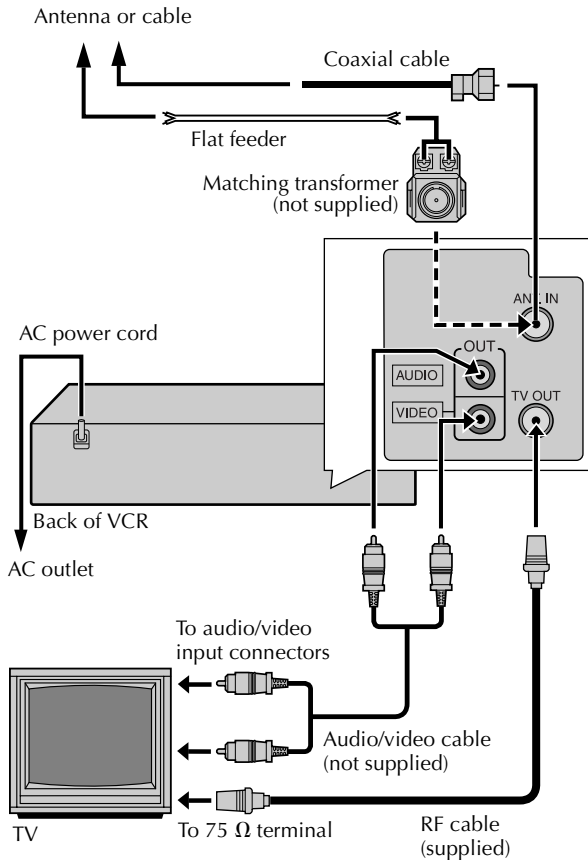 Antenna or cable
Coaxial cable
Flat feeder
Matching transformer
(not supplied)
ANT. IN
AC power cord
OUT
AUDIO
TV OUT
VIDEO
Back of VCR
AC outlet
To audio/video
input connectors
Audio/video cable
(not supplied)
TV
To 75 Ω terminal
RF cable
(supplied)